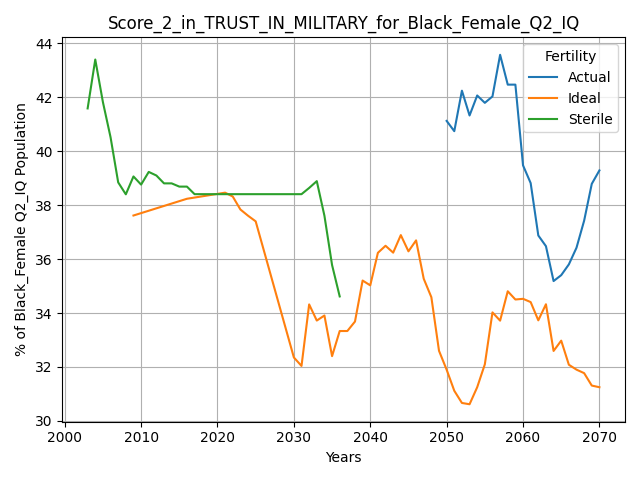 Score_2_in_TRUST_IN_MILITARY_for_Black_Female_Q2_IQ
% of Black_Female Q2_IQ Population
44
42
40
38
36
34
32
30
Fertility
Actual
Ideal
Sterile
2000 2010 2020 2030 2040 2050 2060 2070
Years